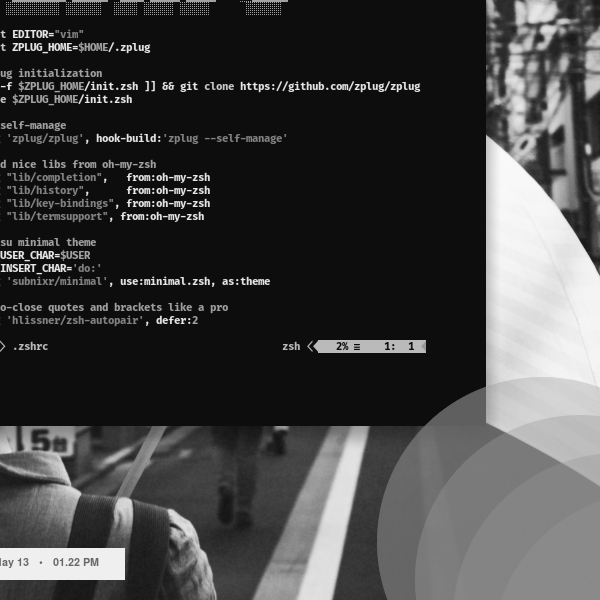 t EDITOR="vim"
t ZPLUG_HOME=$HOME/.zplug
ug initialization
-f $ZPLUG_HOME/init.zsh ]] && git clone https://github.com/zplug/zplug
e $ZPLUG_HOME/init.zsh
self-manage
'zplug/zplug', hook-build:'zplug --self-manage'
d nice libs from oh-my-zsh
"lib/completion",   from:oh-my-zsh
"lib/history",      from:oh-my-zsh
"lib/key-bindings", from:oh-my-zsh
"lib/termsupport", from:oh-my-zsh
su minimal theme
USER_CHAR=$USER
INSERT_CHAR='do:'
'subnixr/minimal', use:minimal.zsh, as:theme
o-close quotes and brackets like a pro
'hlissner/zsh-autopair', defer:2
.zshrc zsh 2% ≡ 1: 1
5
ay 13 • 01.22 PM